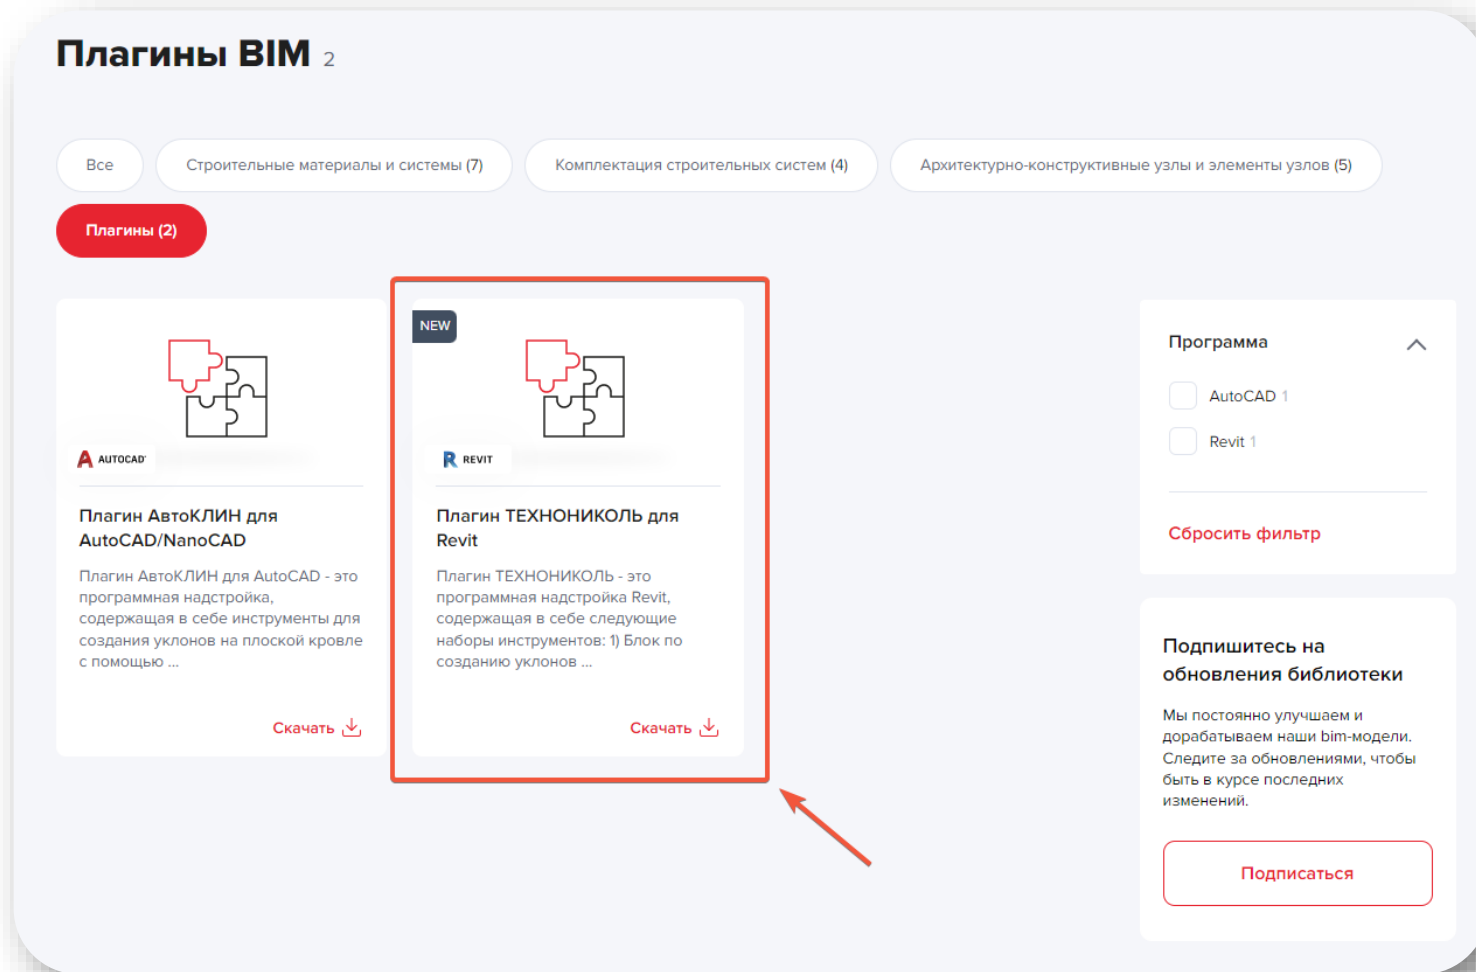 Плагины BIM 2
Все
Строительные материалы и системы (7)
Комплектация строительных систем (4)
Архитектурно-конструктивные узлы и элементы узлов (5)
Плагины (2)
AUTOCAD
Плагин АвтоКЛИН для
AutoCAD/NanoCAD
Плагин АвтоКЛИН для AutoCAD - это
программная надстройка,
содержащая в себе инструменты для
создания уклонов на плоской кровле
с помощью ...
Скачать
NEW
REVIT
Плагин ТЕХНОНИКОЛЬ для
Revit
Плагин ТЕХНОНИКОЛЬ - это
программная надстройка Revit,
содержащая в себе следующие
наборы инструментов: 1) Блок по
созданию уклонов ...
Скачать
Программа
AutoCAD 1
Revit 1
Сбросить фильтр
Подпишитесь на
обновления библиотеки
Мы постоянно улучшаем и
дорабатываем наши bim-модели.
Следите за обновлениями, чтобы
быть в курсе последних
изменений.
Подписаться